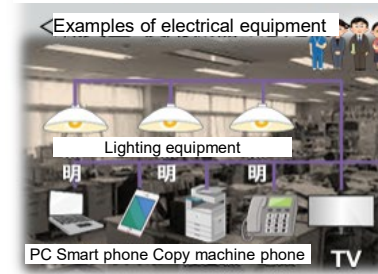 <Examples of electrical equipment
Lighting equipment
明 明 明
PC Smart phone Copy machine phone
TV